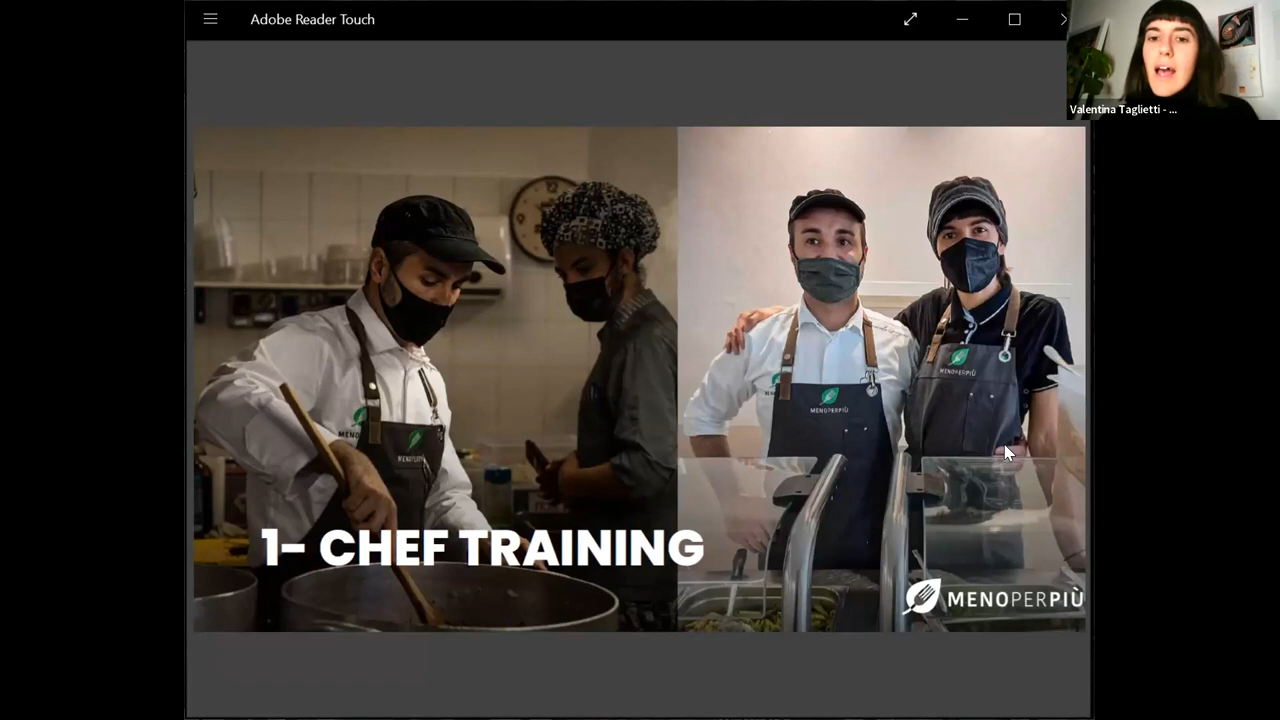 Adobe Reader Touch
Valentina Taglietti - ...
MENOPERPIÙ
MENOPERPIÙ
MENOPERPIÙ
1- CHEF TRAINING
MENOPERPIÙ